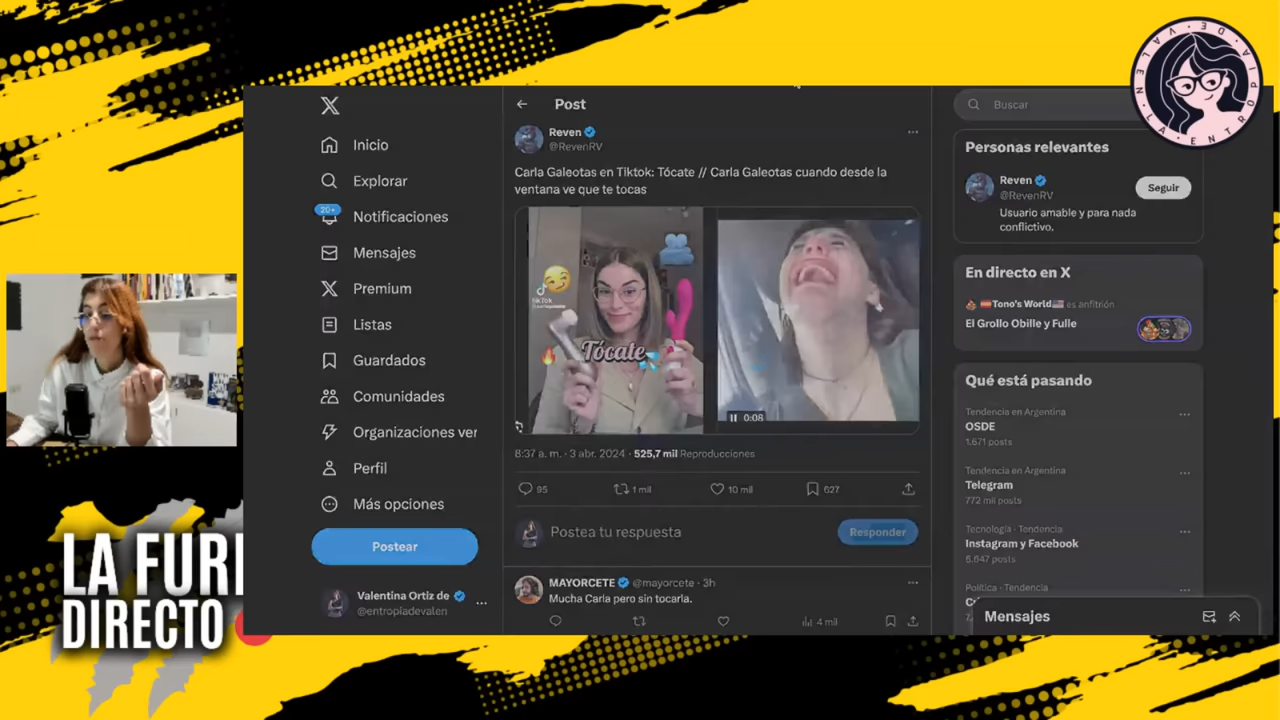 LA ENTROPIA DE VALEN
LA FURI
DIRECTO
Inicio
Explorar
20+
Notificaciones
Mensajes
Premium
Listas
Guardados
Comunidades
Organizaciones ver
Perfil
Más opciones
Postear
Valentina Ortiz de
@entropiadevalen
Post
Reven
@RevenRV
Carla Galeotas en Tiktok: Tócate // Carla Galeotas cuando desde la
ventana ve que te tocas
TikTok
Tócate
0:08
8:37 a. m. · 3 abr. 2024 · 525,7 mil Reproducciones
95
1 mil
10 mil
627
Postea tu respuesta
Responder
MAYORCETE @mayorcete · 3h
Mucha Carla pero sin tocarla.
4 mil
Buscar
Personas relevantes
Reven
@RevenRV
Seguir
Usuario amable y para nada
conflictivo.
En directo en X
Tono's World es anfitrión
El Grollo Obille y Fulle
Qué está pasando
Tendencia en Argentina
OSDE
1.671 posts
Tendencia en Argentina
Telegram
772 mil posts
Tecnología · Tendencia
Instagram y Facebook
5.647 posts
Política · Tendencia
Mensajes